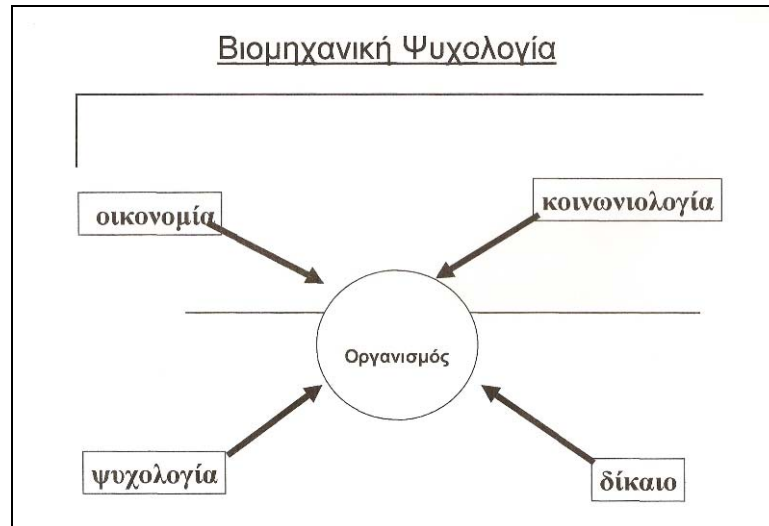 Βιομηχανική Ψυχολογία
οικονομία
κοινωνιολογία
Οργανισμός
ψυχολογία
δίκαιο